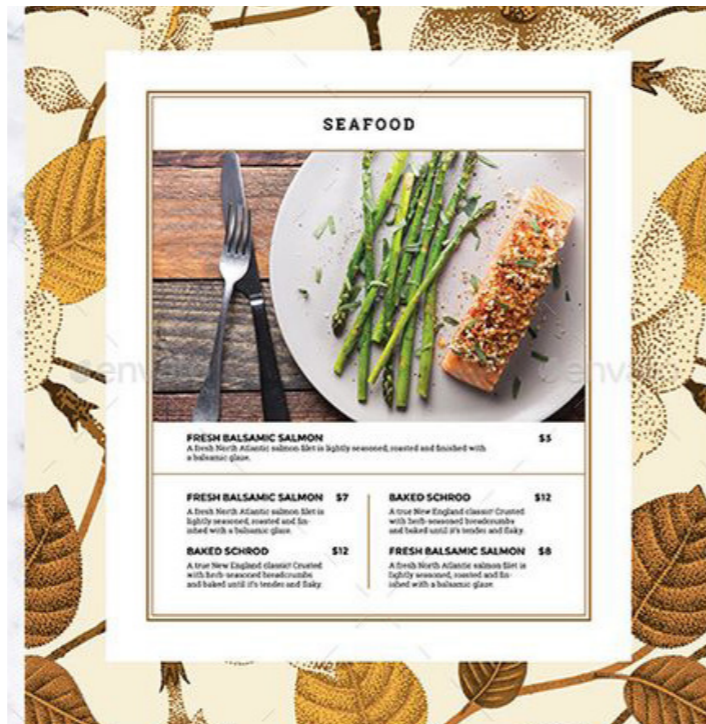 SEAFOOD
FRESH BALSAMIC SALMON $5
A fresh North Atlantic salmon filet is lightly seasoned, roasted and finished with
a balsamic glaze.
FRESH BALSAMIC SALMON $7
A fresh North Atlantic salmon filet is
lightly seasoned, roasted and fin-
ished with a balsamic glaze.
BAKED SCHROD $12
A true New England classic! Crusted
with herb-seasoned breadcrumbs
and baked until it's tender and flaky.
BAKED SCHROD $12
A true New England classic! Crusted
with herb-seasoned breadcrumbs
and baked until it's tender and flaky.
FRESH BALSAMIC SALMON $8
A fresh North Atlantic salmon filet is
lightly seasoned, roasted and fin-
ished with a balsamic glaze.
envato